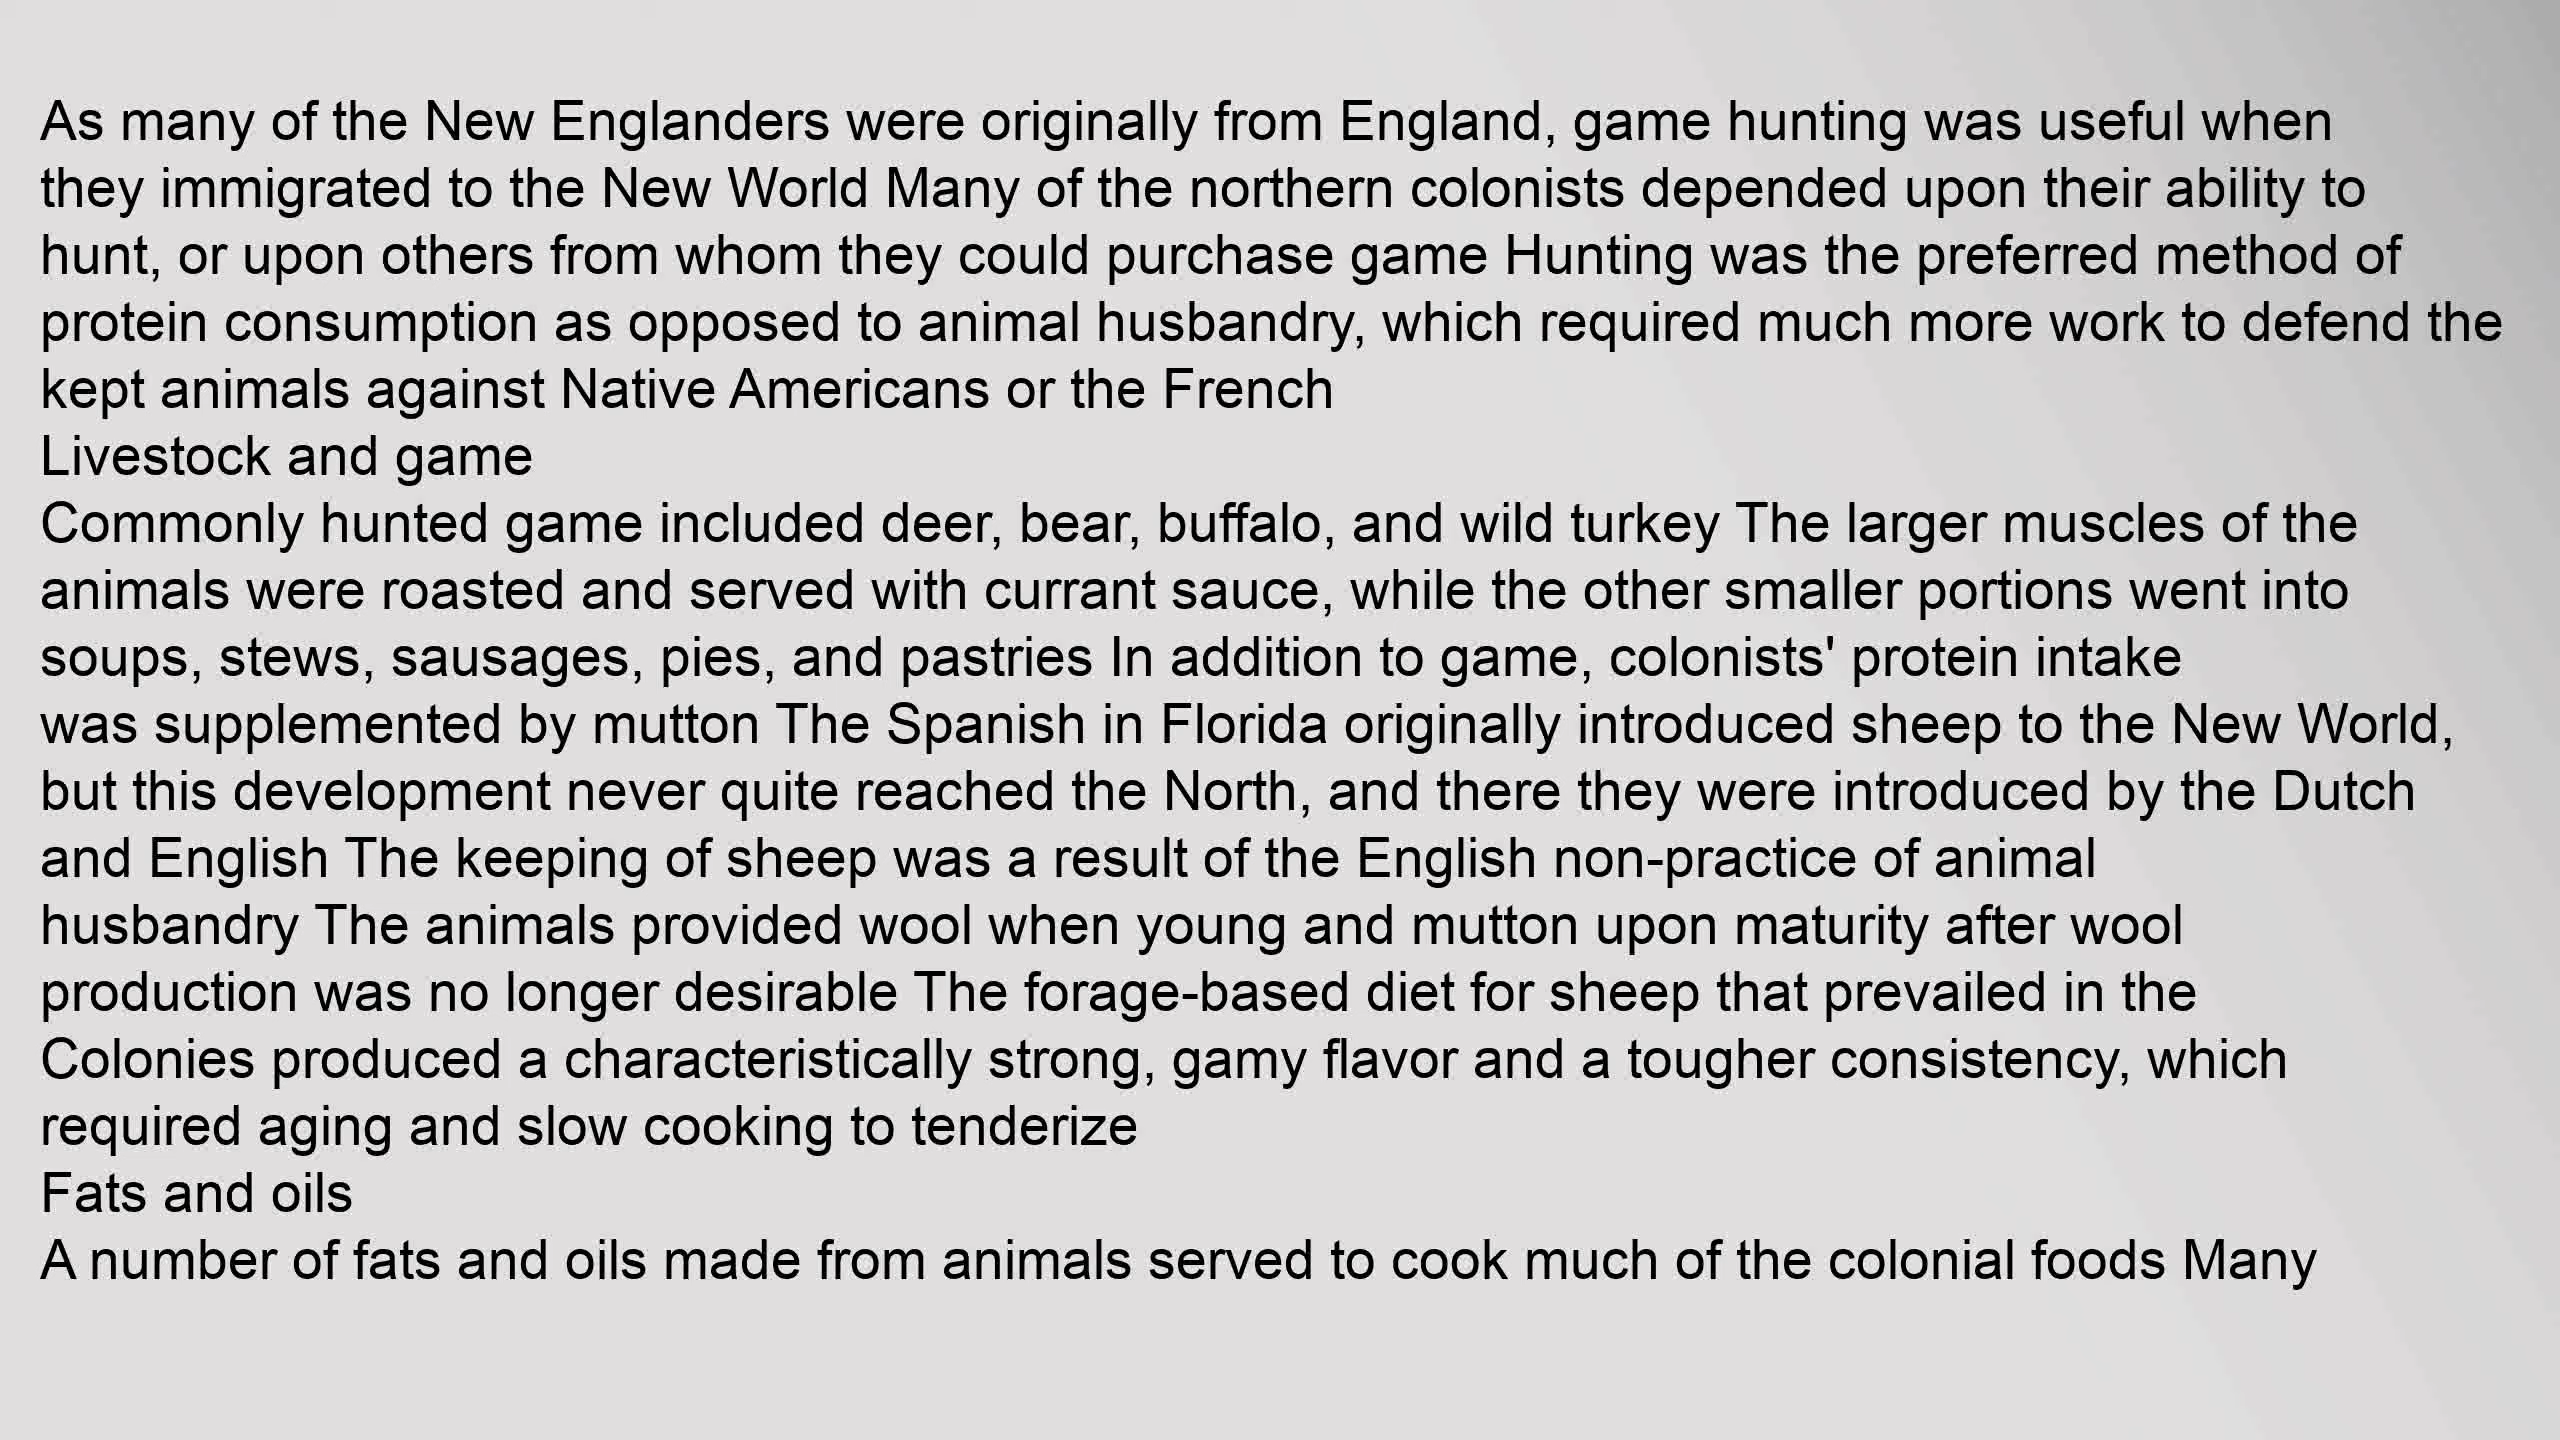 As many of the New Englanders were originally from England, game hunting was useful when
they immigrated to the New World Many of the northern colonists depended upon their ability to
hunt, or upon others from whom they could purchase game Hunting was the preferred method of
protein consumption as opposed to animal husbandry, which required much more work to defend the
kept animals against Native Americans or the French
Livestock and game
Commonly hunted game included deer, bear, buffalo, and wild turkey The larger muscles of the
animals were roasted and served with currant sauce, while the other smaller portions went into
soups, stews, sausages, pies, and pastries In addition to game, colonists' protein intake
was supplemented by mutton The Spanish in Florida originally introduced sheep to the New World,
but this development never quite reached the North, and there they were introduced by the Dutch
and English The keeping of sheep was a result of the English non-practice of animal
husbandry The animals provided wool when young and mutton upon maturity after wool
production was no longer desirable The forage-based diet for sheep that prevailed in the
Colonies produced a characteristically strong, gamy flavor and a tougher consistency, which
required aging and slow cooking to tenderize
Fats and oils
A number of fats and oils made from animals served to cook much of the colonial foods Many